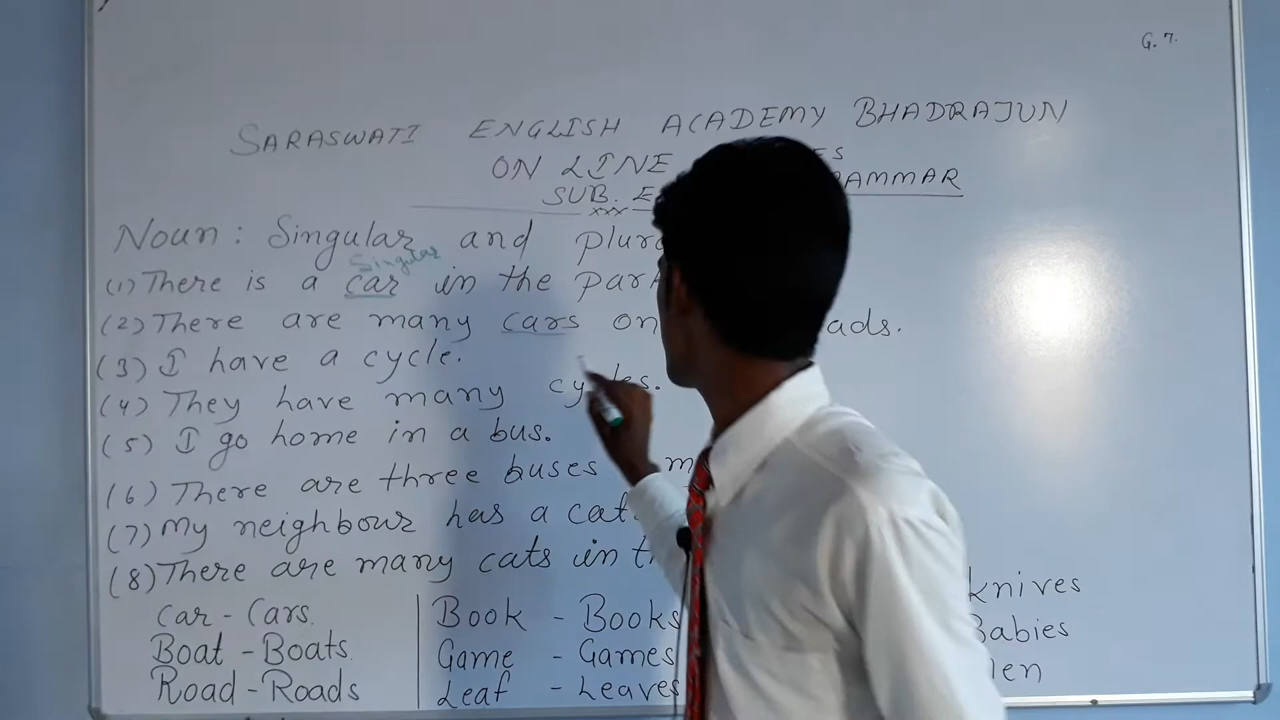 G. 7.
SARASWATI ENGLISH ACADEMY BHADRAJUN
ON LINE
SUB.
xxx
Noun: Singular and
Singular
(1) There is a car in the
(2) There are many cars on
(3) I have a cycle.
(4) They have many cycles.
(5) I go home in a bus.
(6) There are three buses
(7) My neighbour has a cat.
(8) There are many cats in
Car - Cars. Book - Books knives
Boat - Boats. Game - Games Babies
Road - Roads Leaf - Leaves